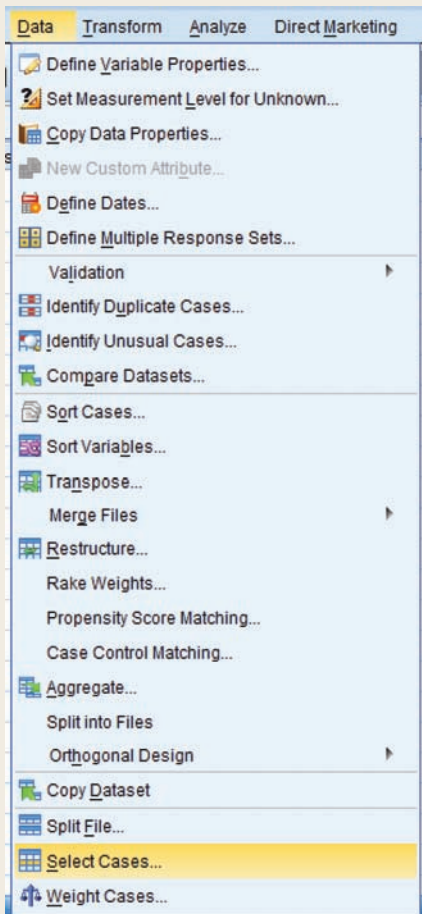 Data Transform Analyze Direct Marketing
Define Variable Properties...
Set Measurement Level for Unknown...
Copy Data Properties...
New Custom Attribute...
Define Dates...
Define Multiple Response Sets...
Validation
Identify Duplicate Cases...
Identify Unusual Cases...
Compare Datasets...
Sort Cases...
Sort Variables...
Transpose...
Merge Files
Restructure...
Rake Weights...
Propensity Score Matching...
Case Control Matching...
Aggregate...
Split into Files
Orthogonal Design
Copy Dataset
Split File...
Select Cases...
Weight Cases...